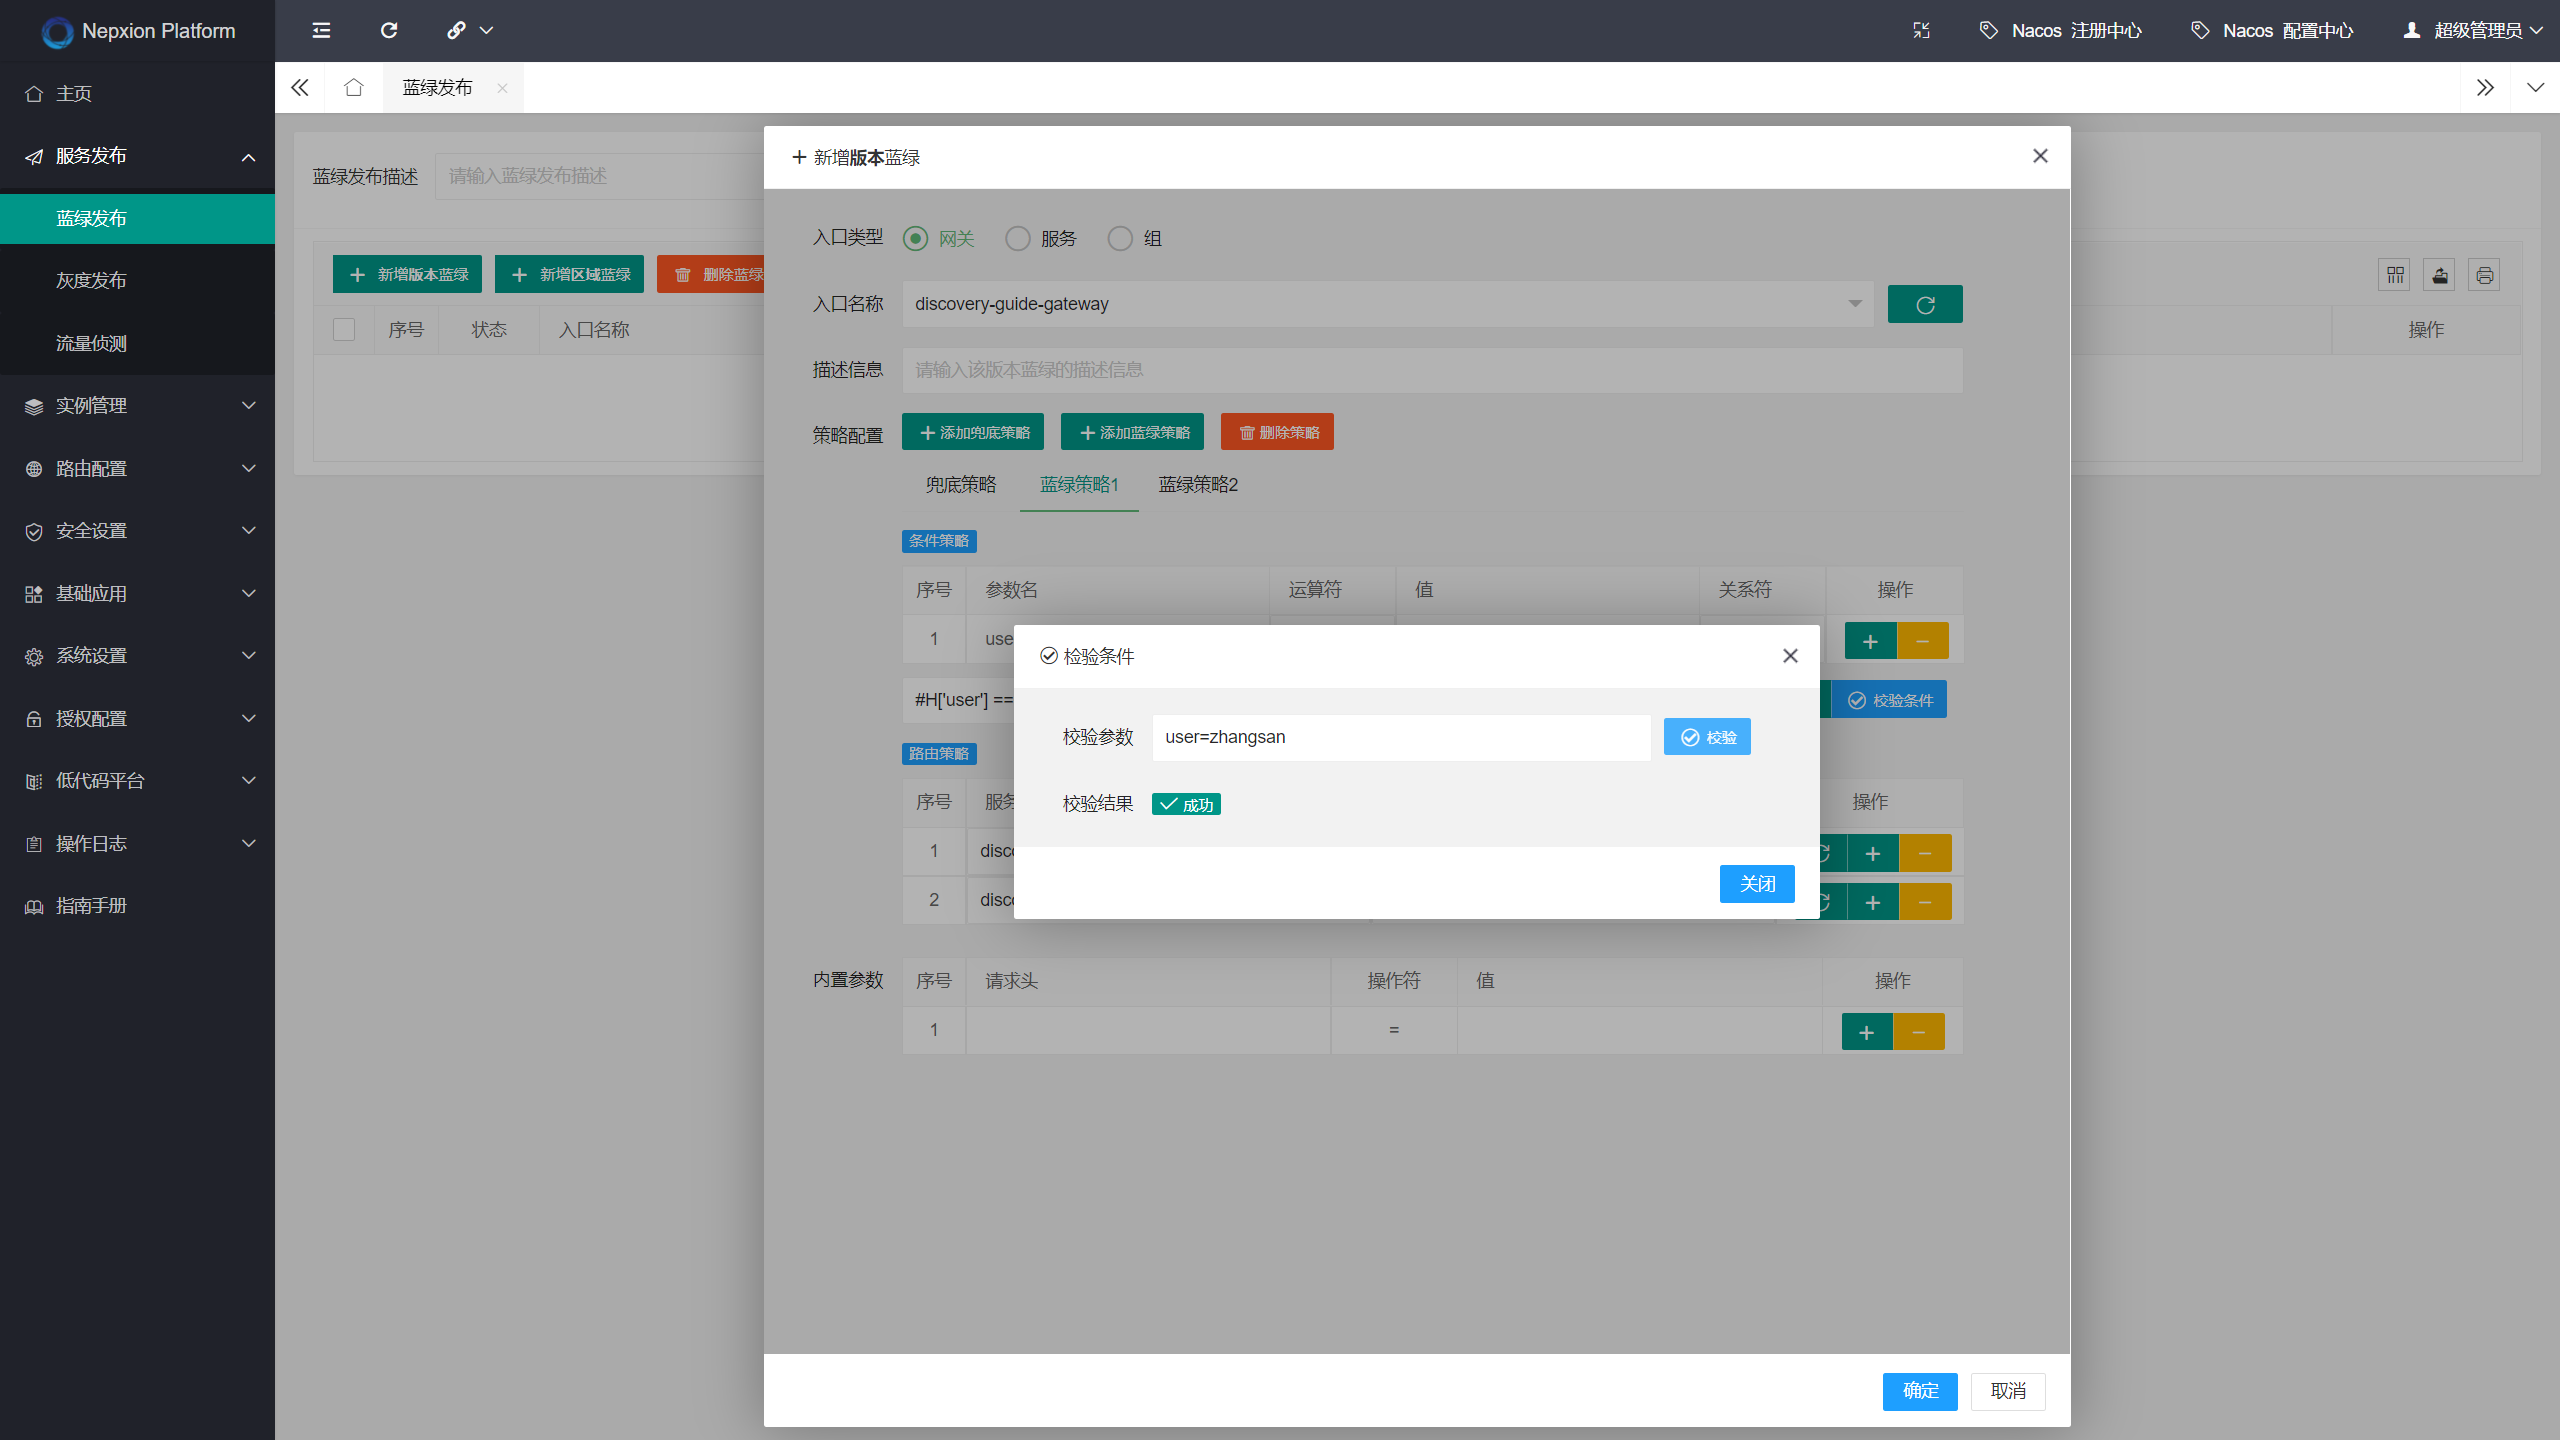 Nepxion Platform
Nacos 注册中心
Nacos 配置中心
超级管理员
主页
服务发布
蓝绿发布
灰度发布
流量侦测
实例管理
路由配置
安全设置
基础应用
系统设置
授权配置
低代码平台
操作日志
指南手册
蓝绿发布
蓝绿发布描述 请输入蓝绿发布描述
新增版本蓝绿 新增区域蓝绿 删除蓝绿
序号 状态 入口名称 操作
新增版本蓝绿
入口类型 网关 服务 组
入口名称 discovery-guide-gateway
描述信息 请输入该版本蓝绿的描述信息
策略配置 添加兜底策略 添加蓝绿策略 删除策略
兜底策略 蓝绿策略1 蓝绿策略2
条件策略
序号 参数名 运算符 值 关系符 操作
1 use
#H['user'] == 校验条件
路由策略
序号 服务 操作
1 disc
2 disc
检验条件
校验参数 user=zhangsan 校验
校验结果 成功
关闭
内置参数 序号 请求头 操作符 值 操作
1 =
确定 取消